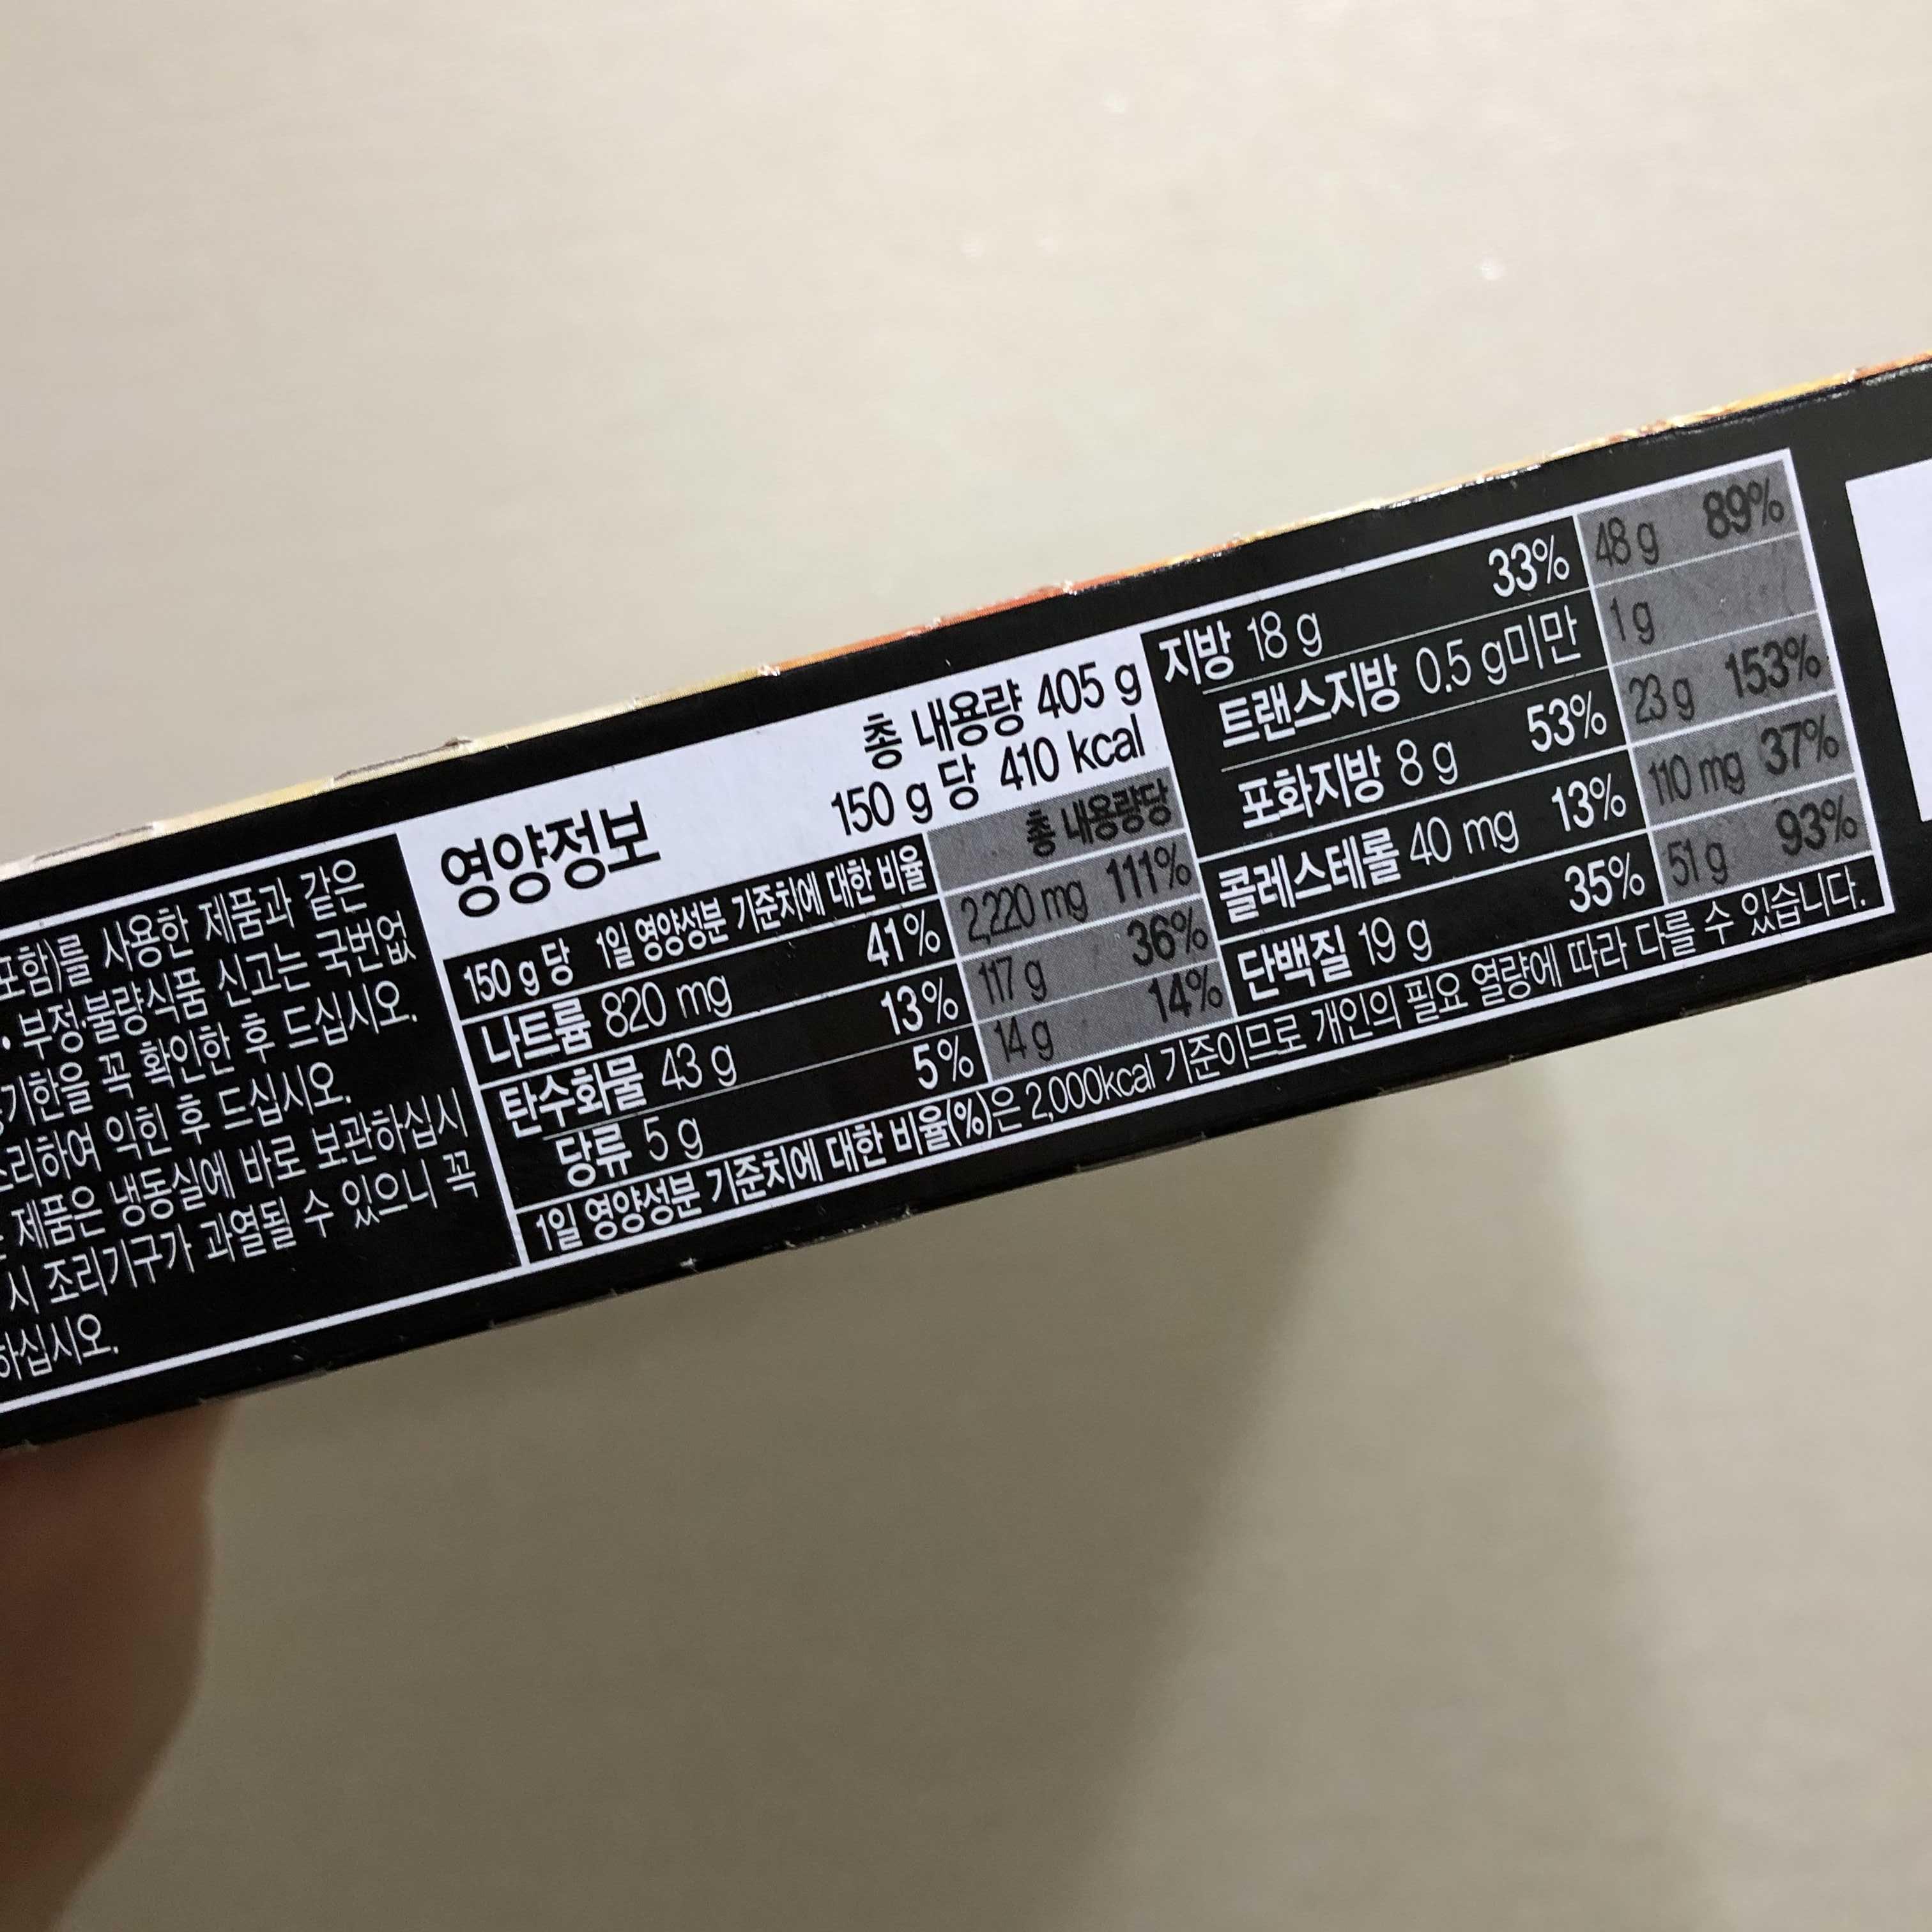 포함)를 사용한 제품과 같은
• 부정·불량식품 신고는 국번없
기한을 꼭 확인한 후 드십시오.
리하여 익힌 후 드십시오.
제품은 냉동실에 바로 보관하십시
시 조리기구가 과열될 수 있으니 꼭
하십시오.
영양정보
총 내용량 405 g
150 g 당 410 kcal
150 g 당 1일 영양성분 기준치에 대한 비율 총 내용량당
나트륨 820 mg 41% 2,220 mg 111%
탄수화물 43 g 13% 117 g 36%
당류 5 g 5% 14 g 14%
지방 18 g 33% 48 g 89%
트랜스지방 0.5 g미만 1 g
포화지방 8 g 53% 23 g 153%
콜레스테롤 40 mg 13% 110 mg 37%
단백질 19 g 35% 51 g 93%
1일 영양성분 기준치에 대한 비율(%)은 2,000kcal 기준이므로 개인의 필요 열량에 따라 다를 수 있습니다.